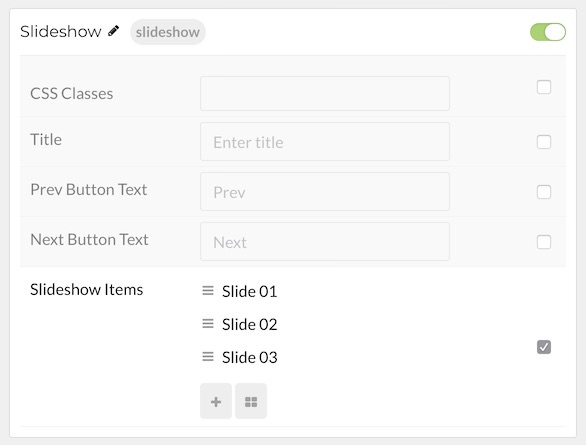 Slideshow slideshow
CSS Classes
Title Enter title
Prev Button Text Prev
Next Button Text Next
Slideshow Items Slide 01
Slide 02
Slide 03